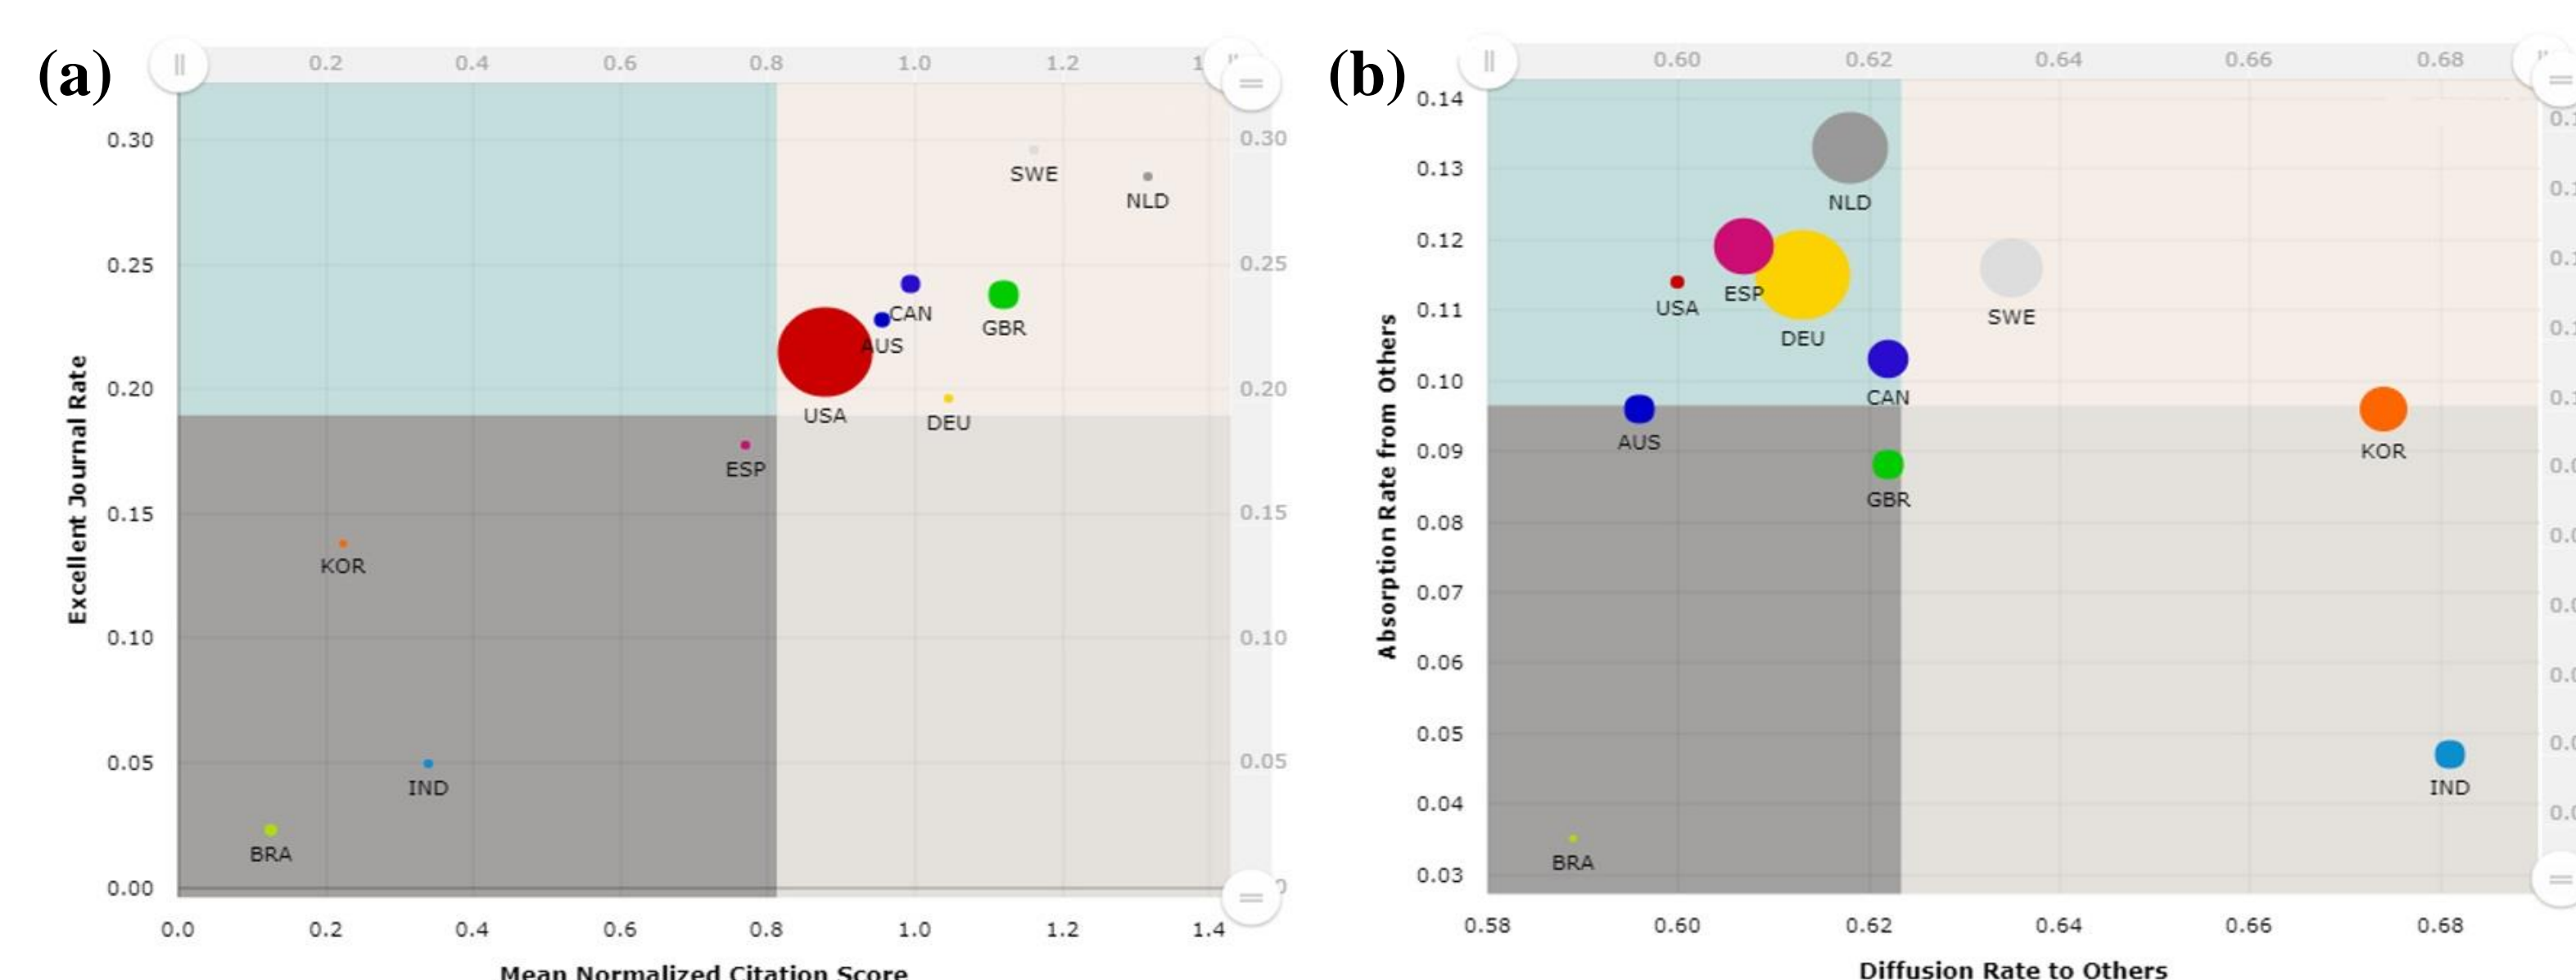 (a)
0.2 0.4 0.6 0.8 1.0 1.2
0.30 0.30
SWE
NLD
0.25 0.25
CAN
GBR
AUS
0.20 0.20
USA
DEU
Excellent Journal Rate
ESP
0.15 0.15
KOR
0.10 0.10
0.05 0.05
IND
BRA
0.00
0.0 0.2 0.4 0.6 0.8 1.0 1.2 1.4
Mean Normalized Citation Score
(b)
0.60 0.62 0.64 0.66 0.68
0.14
0.13
NLD
0.12
ESP
USA
0.11
SWE
DEU
0.10
CAN
AUS
0.09
KOR
GBR
0.08
Absorption Rate from Others
0.07
0.06
0.05
IND
0.04
BRA
0.03
0.58 0.60 0.62 0.64 0.66 0.68
Diffusion Rate to Others